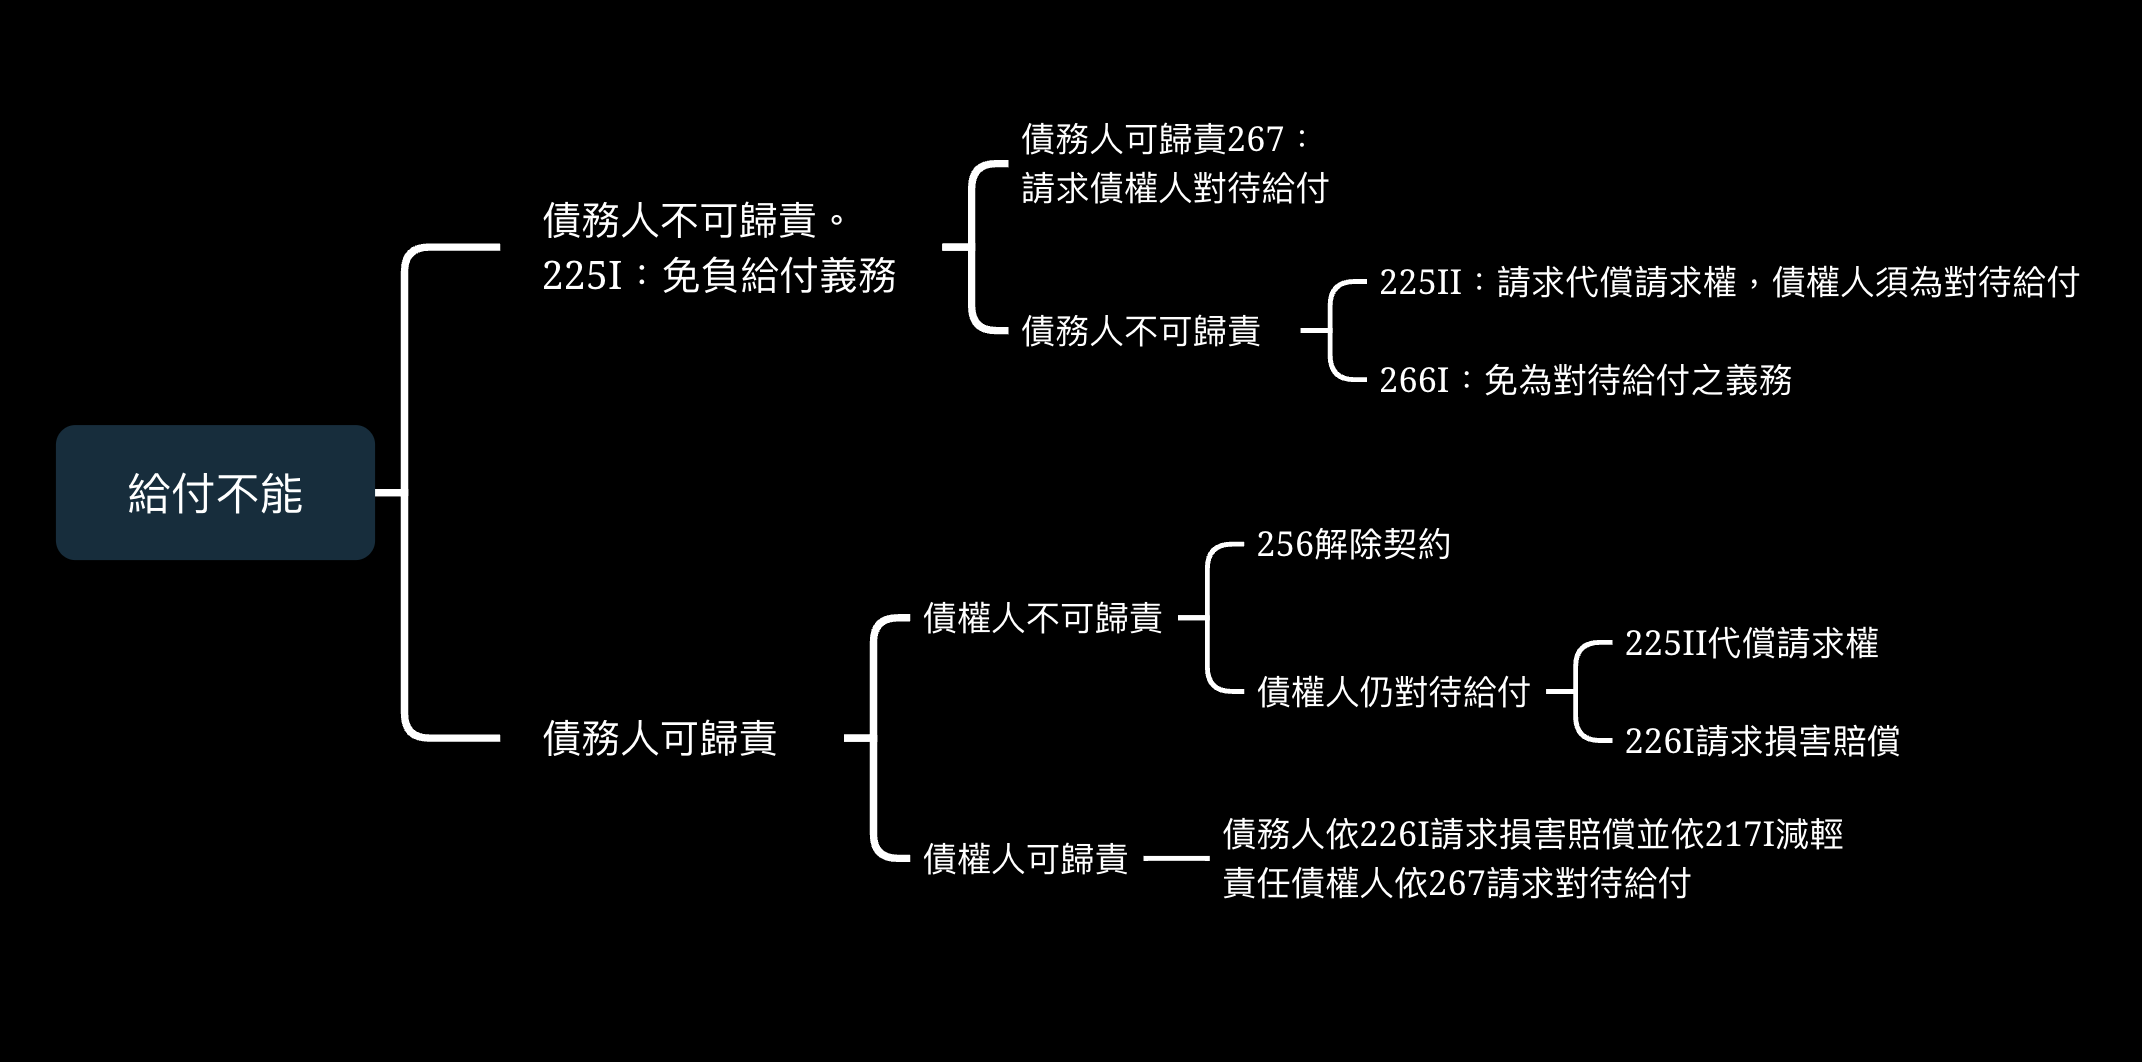 給付不能
債務人不可歸責。
225I：免負給付義務
債務人可歸責267：
請求債權人對待給付
債務人不可歸責
225II：請求代償請求權，債權人須為對待給付
266I：免為對待給付之義務
債務人可歸責
債權人不可歸責
256解除契約
債權人仍對待給付
225II代償請求權
226I請求損害賠償
債權人可歸責
債務人依226I請求損害賠償並依217I減輕
責任債權人依267請求對待給付